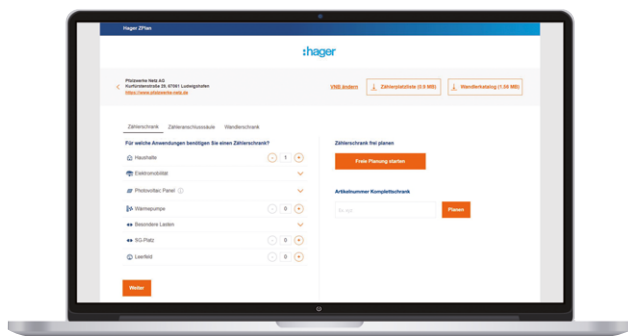 Hager ZPlan
:hager
Pfalzwerke Netz AG
Kurfürstenstraße 29, 67061 Ludwigshafen
https://www.pfalzwerke-netz.de
VNB ändern
Zählerplatzliste (0.9 MB)
Wandlerkatalog (1.58 MB)
Zählerschrank Zähleranschlusssäule Wandlerschrank
Für welche Anwendungen benötigen Sie einen Zählerschrank?
Haushalte - 1 +
Elektromobilität
Photovoltaic Panel
Wärmepumpe - 0 +
Besondere Lasten
SG-Platz - 0 +
Leerfeld - 0 +
Weiter
Zählerschrank frei planen
Freie Planung starten
Artikelnummer Komplettschrank
Planen